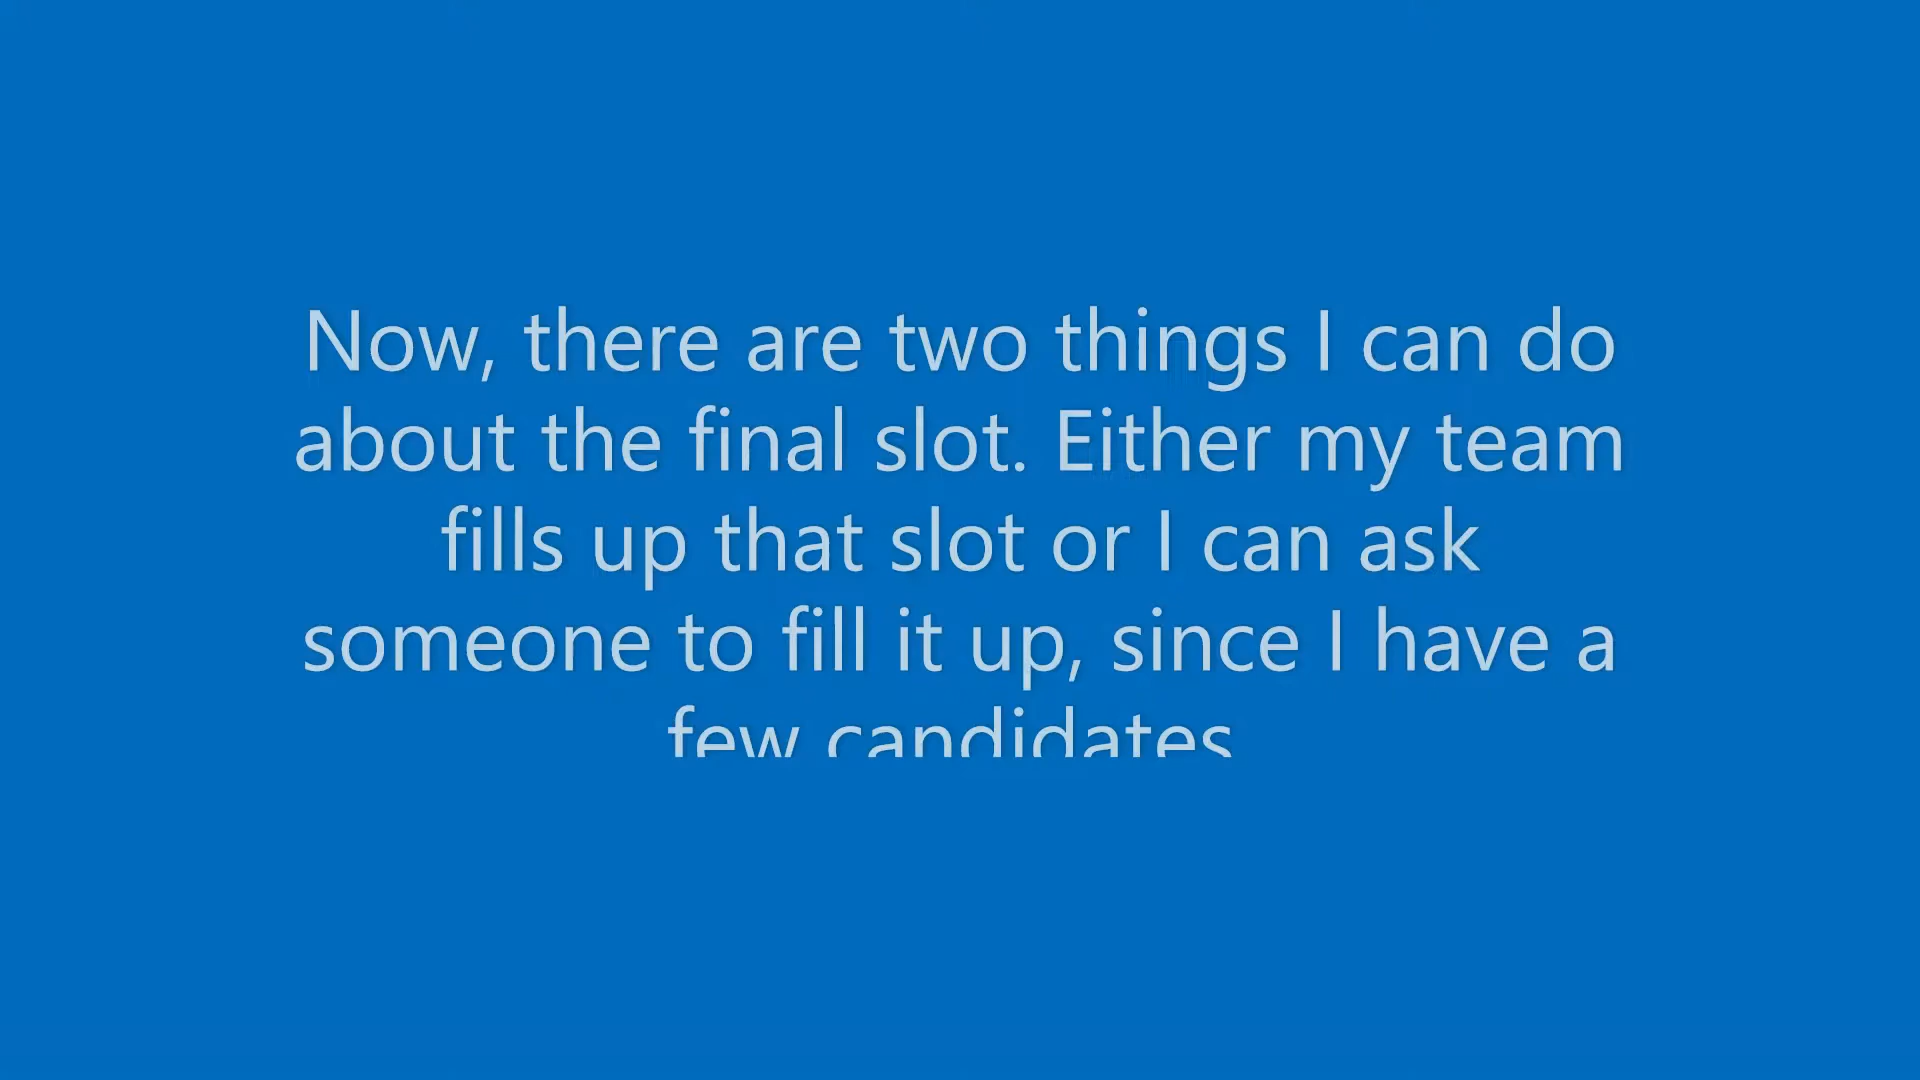 Now, there are two things I can do
about the final slot. Either my team
fills up that slot or I can ask
someone to fill it up, since I have a
few candidates